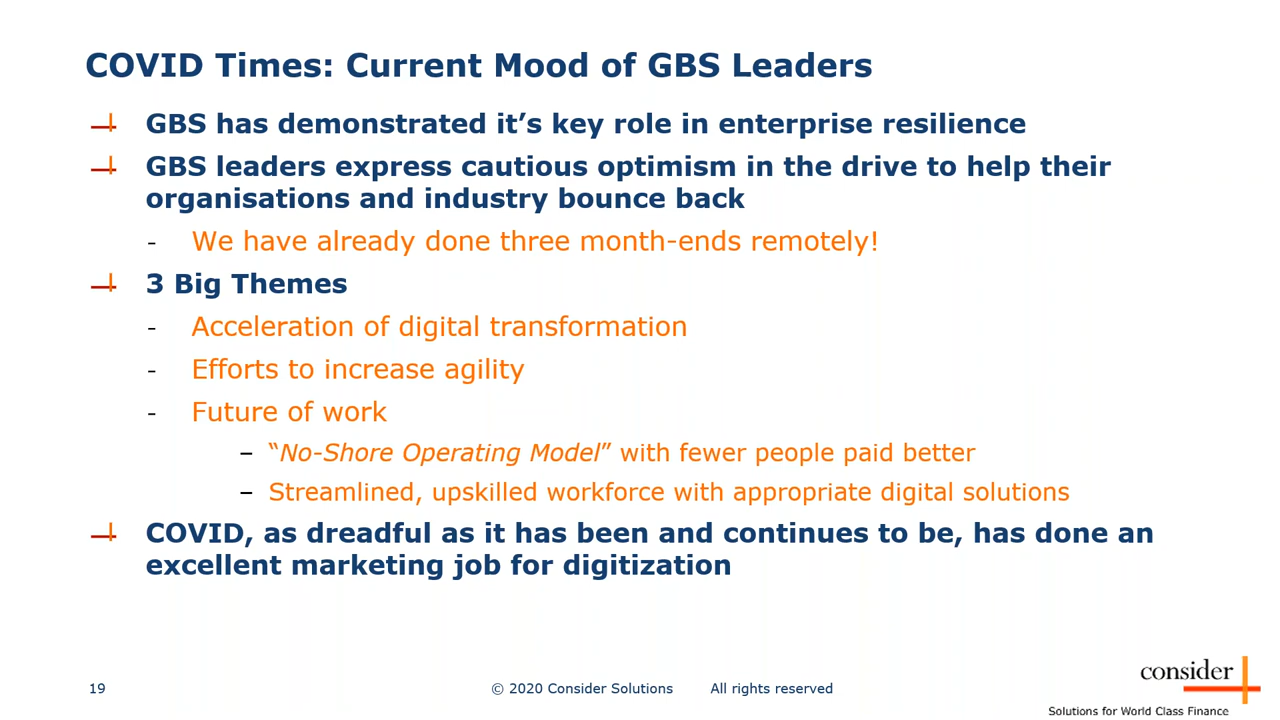 COVID Times: Current Mood of GBS Leaders
GBS has demonstrated it’s key role in enterprise resilience
GBS leaders express cautious optimism in the drive to help their
organisations and industry bounce back
- We have already done three month-ends remotely!
3 Big Themes
- Acceleration of digital transformation
- Efforts to increase agility
- Future of work
– “No-Shore Operating Model” with fewer people paid better
– Streamlined, upskilled workforce with appropriate digital solutions
COVID, as dreadful as it has been and continues to be, has done an
excellent marketing job for digitization
consider
19 © 2020 Consider Solutions All rights reserved
Solutions for World Class Finance